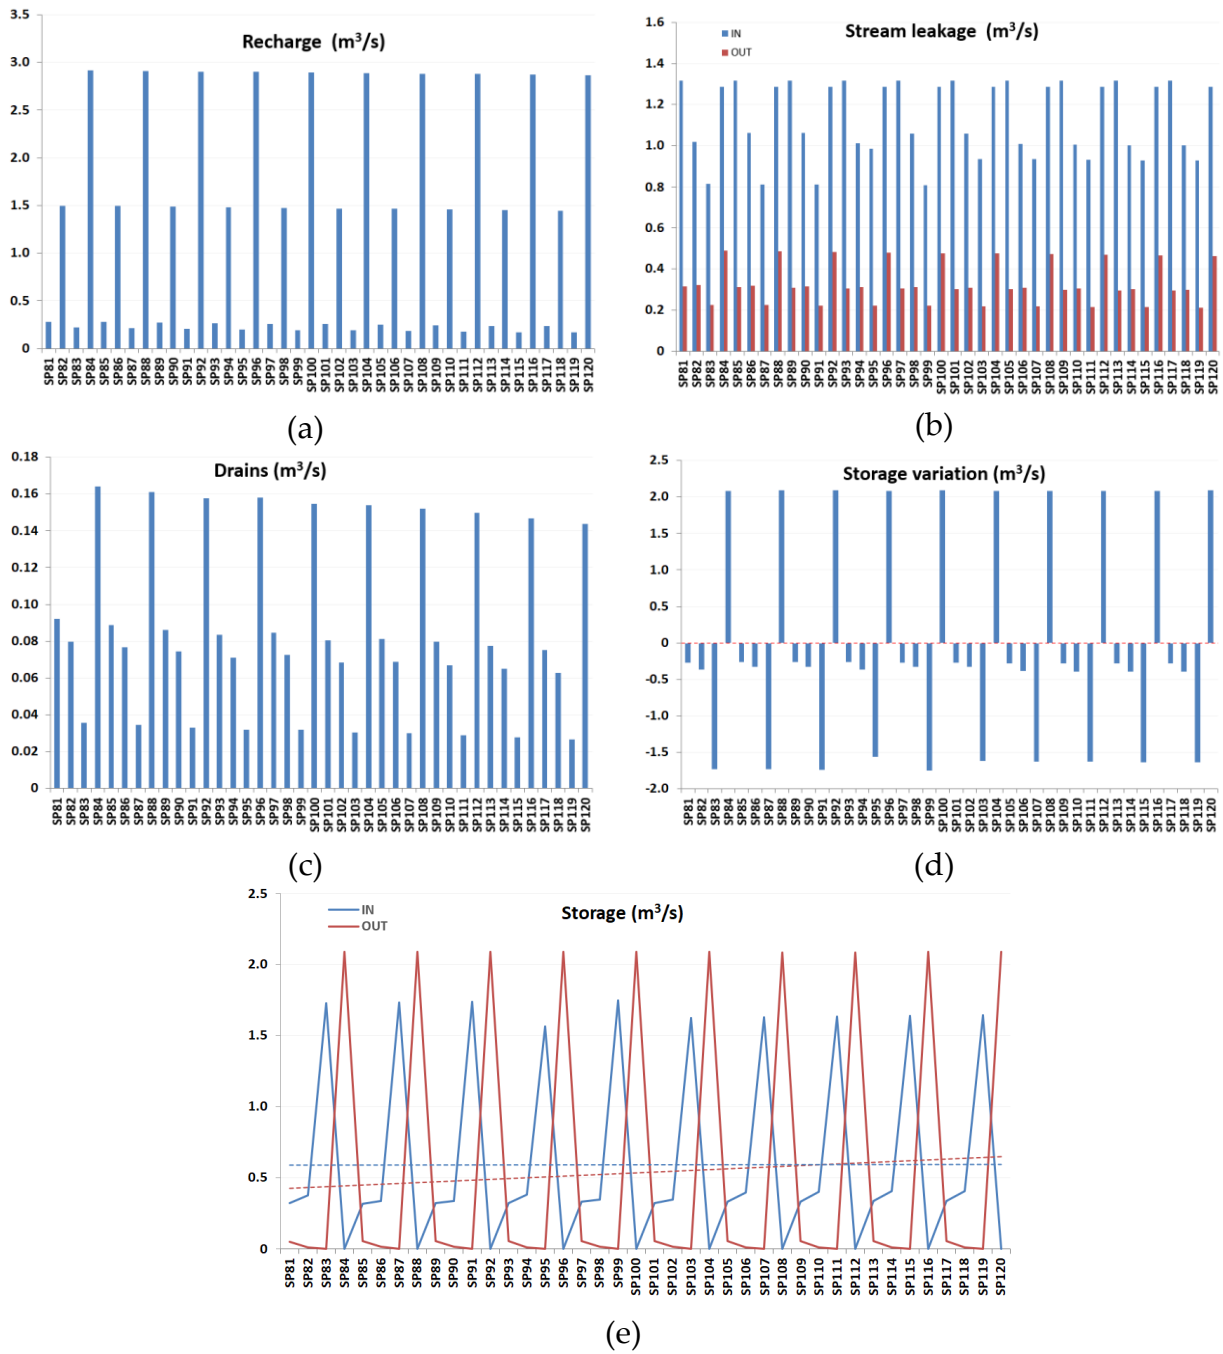 Recharge (m³/s)
3.5
3.0
2.5
2.0
1.5
1.0
0.5
0
SP81 SP82 SP83 SP84 SP85 SP86 SP87 SP88 SP89 SP90 SP91 SP92 SP93 SP94 SP95 SP96 SP97 SP98 SP99 SP100 SP101 SP102 SP103 SP104 SP105 SP106 SP107 SP108 SP109 SP110 SP111 SP112 SP113 SP114 SP115 SP116 SP117 SP118 SP119 SP120
(a)
Stream leakage (m³/s)
IN
OUT
1.6
1.4
1.2
1.0
0.8
0.6
0.4
0.2
0
SP81 SP82 SP83 SP84 SP85 SP86 SP87 SP88 SP89 SP90 SP91 SP92 SP93 SP94 SP95 SP96 SP97 SP98 SP99 SP100 SP101 SP102 SP103 SP104 SP105 SP106 SP107 SP108 SP109 SP110 SP111 SP112 SP113 SP114 SP115 SP116 SP117 SP118 SP119 SP120
(b)
Drains (m³/s)
0.18
0.16
0.14
0.12
0.10
0.08
0.06
0.04
0.02
0
SP81 SP82 SP83 SP84 SP85 SP86 SP87 SP88 SP89 SP90 SP91 SP92 SP93 SP94 SP95 SP96 SP97 SP98 SP99 SP100 SP101 SP102 SP103 SP104 SP105 SP106 SP107 SP108 SP109 SP110 SP111 SP112 SP113 SP114 SP115 SP116 SP117 SP118 SP119 SP120
(c)
Storage variation (m³/s)
2.5
2.0
1.5
1.0
0.5
0
-0.5
-1.0
-1.5
-2.0
SP81 SP82 SP83 SP84 SP85 SP86 SP87 SP88 SP89 SP90 SP91 SP92 SP93 SP94 SP95 SP96 SP97 SP98 SP99 SP100 SP101 SP102 SP103 SP104 SP105 SP106 SP107 SP108 SP109 SP110 SP111 SP112 SP113 SP114 SP115 SP116 SP117 SP118 SP119 SP120
(d)
Storage (m³/s)
IN
OUT
2.5
2.0
1.5
1.0
0.5
0
SP81 SP82 SP83 SP84 SP85 SP86 SP87 SP88 SP89 SP90 SP91 SP92 SP93 SP94 SP95 SP96 SP97 SP98 SP99 SP100 SP101 SP102 SP103 SP104 SP105 SP106 SP107 SP108 SP109 SP110 SP111 SP112 SP113 SP114 SP115 SP116 SP117 SP118 SP119 SP120
(e)